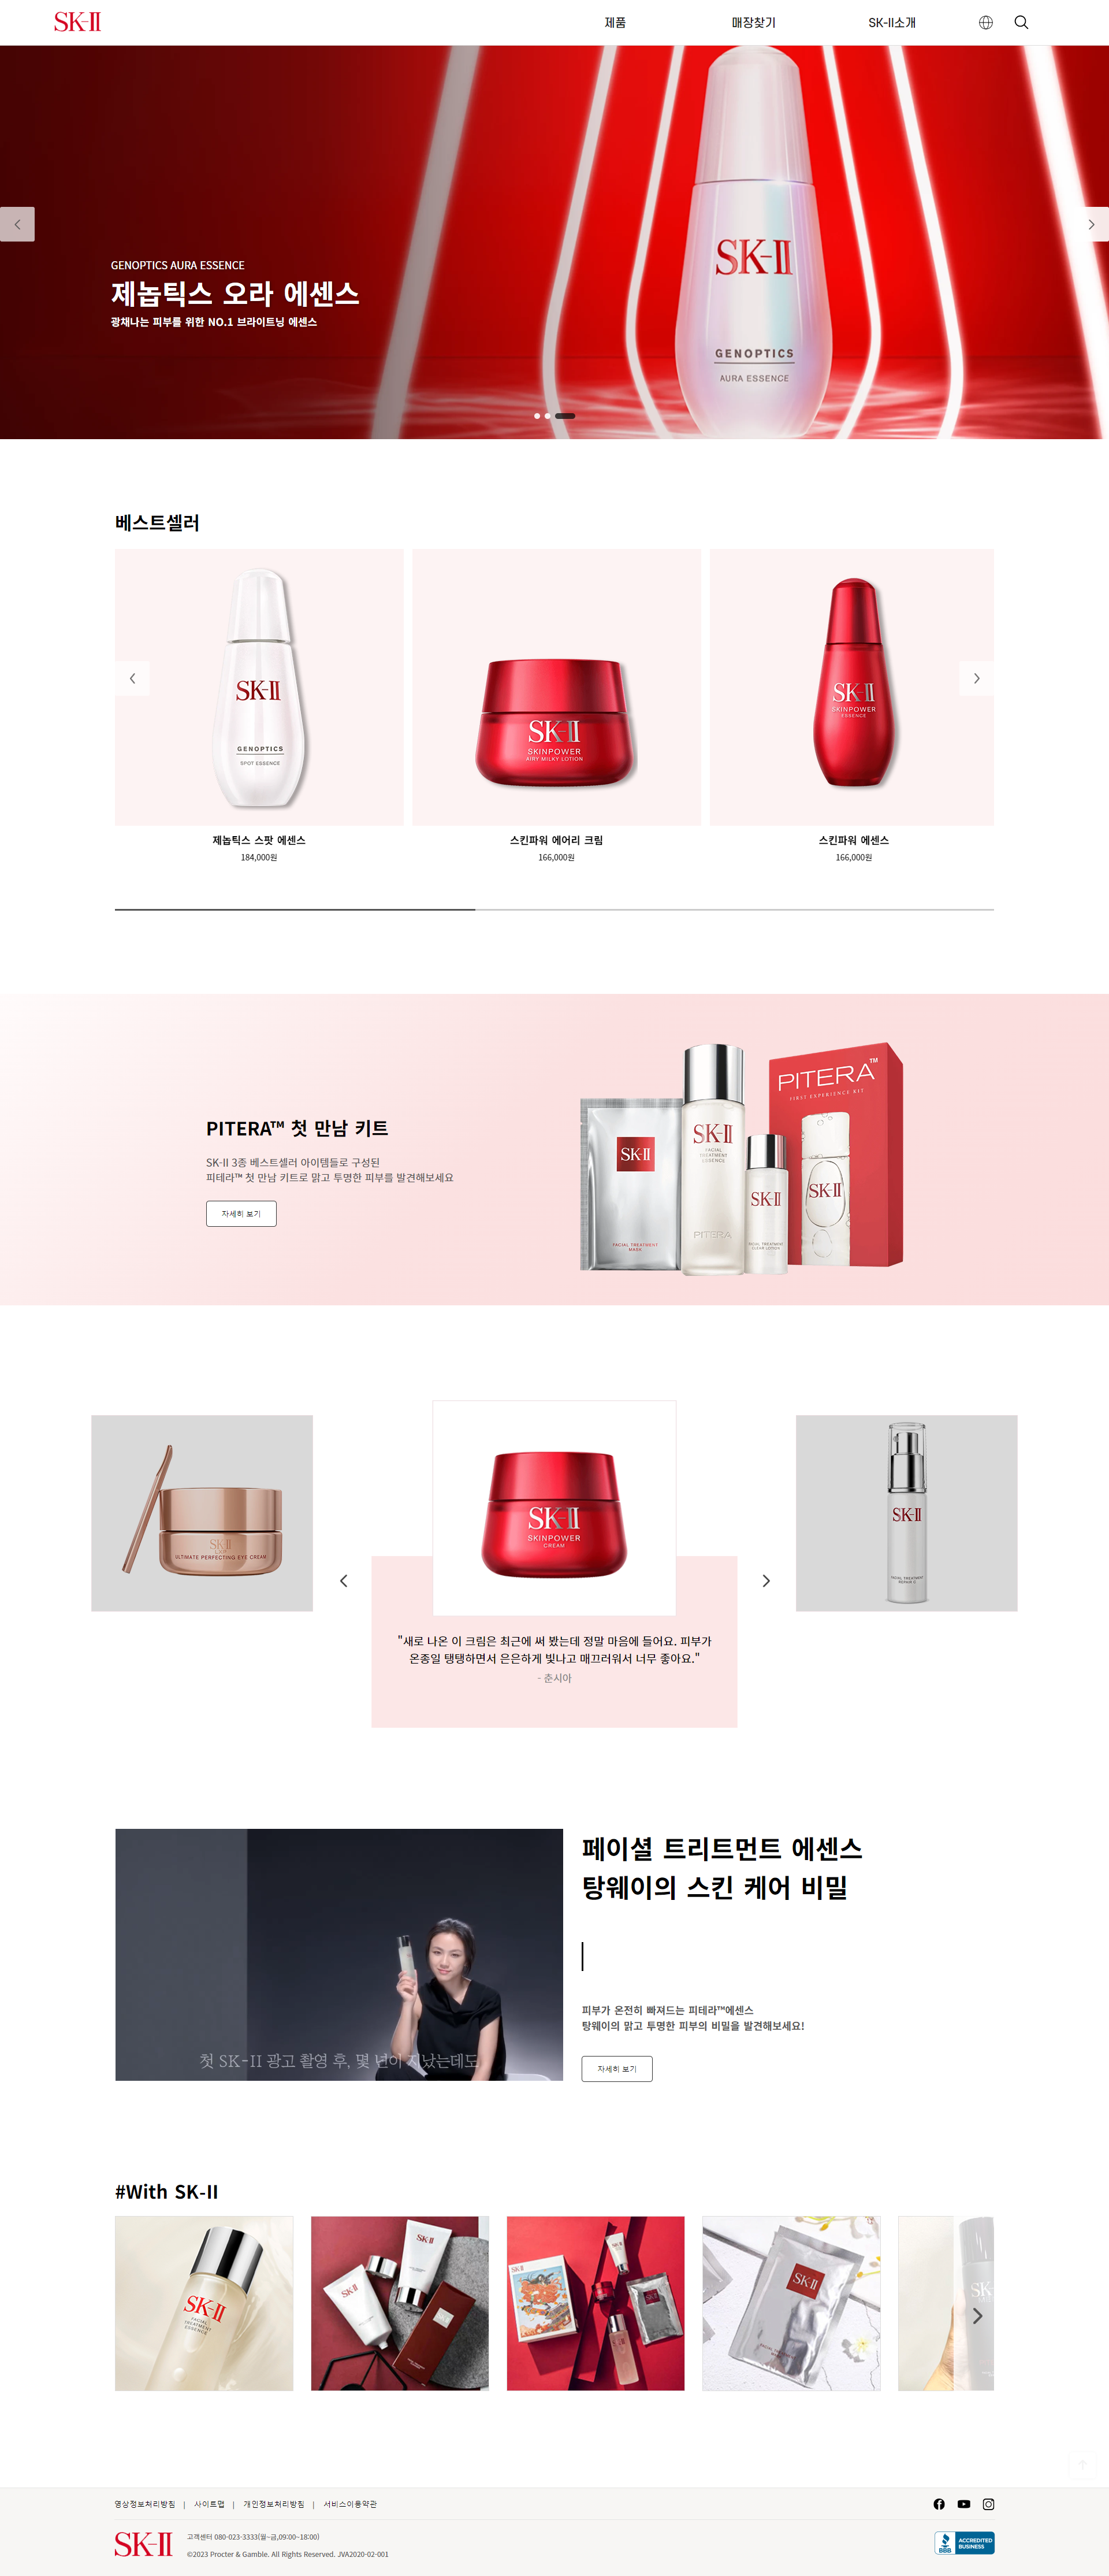 SK-II
제품
매장찾기
SK-II소개
SK-II
GENOPTICS
AURA ESSENCE
GENOPTICS AURA ESSENCE
제놉틱스 오라 에센스
광채나는 피부를 위한 NO.1 브라이트닝 에센스
베스트셀러
SK-II
GENOPTICS
SPOT ESSENCE
SK-II
SKINPOWER
AIRY MILKY LOTION
SK-II
SKINPOWER
ESSENCE
제놉틱스 스팟 에센스
스킨파워 에어리 크림
스킨파워 에센스
184,000원
166,000원
166,000원
PITERA™ 첫 만남 키트
SK-II 3종 베스트셀러 아이템들로 구성된
피테라™ 첫 만남 키트로 맑고 투명한 피부를 발견해보세요
자세히 보기
PITERA™
FIRST EXPERIENCE KIT
SK-II
FACIAL TREATMENT
MASK
SK-II
FACIAL
TREATMENT
ESSENCE
PITERA
SK-II
FACIAL TREATMENT
CLEAR LOTION
SK-II
SK-II
LXP
ULTIMATE PERFECTING EYE CREAM
SK-II
SKINPOWER
CREAM
SK-II
FACIAL TREATMENT
REPAIR C
"새로 나온 이 크림은 최근에 써 봤는데 정말 마음에 들어요. 피부가
온종일 탱탱하면서 은은하게 빛나고 매끄러워서 너무 좋아요."
- 춘시아
첫 SK-II 광고 촬영 후, 몇 년이 지났는데도
페이셜 트리트먼트 에센스
탕웨이의 스킨 케어 비밀
피부가 온전히 빠져드는 피테라™에센스
탕웨이의 맑고 투명한 피부의 비밀을 발견해보세요!
자세히 보기
#With SK-II
SK-II
FACIAL
TREATMENT
ESSENCE
SK-II
SK-II
SK-II
SK-
영상정보처리방침 | 사이트맵 | 개인정보처리방침 | 서비스이용약관
SK-II
고객센터 080-023-3333(월~금,09:00~18:00)
©2023 Procter & Gamble. All Rights Reserved. JVA2020-02-001
BBB
ACCREDITED
BUSINESS